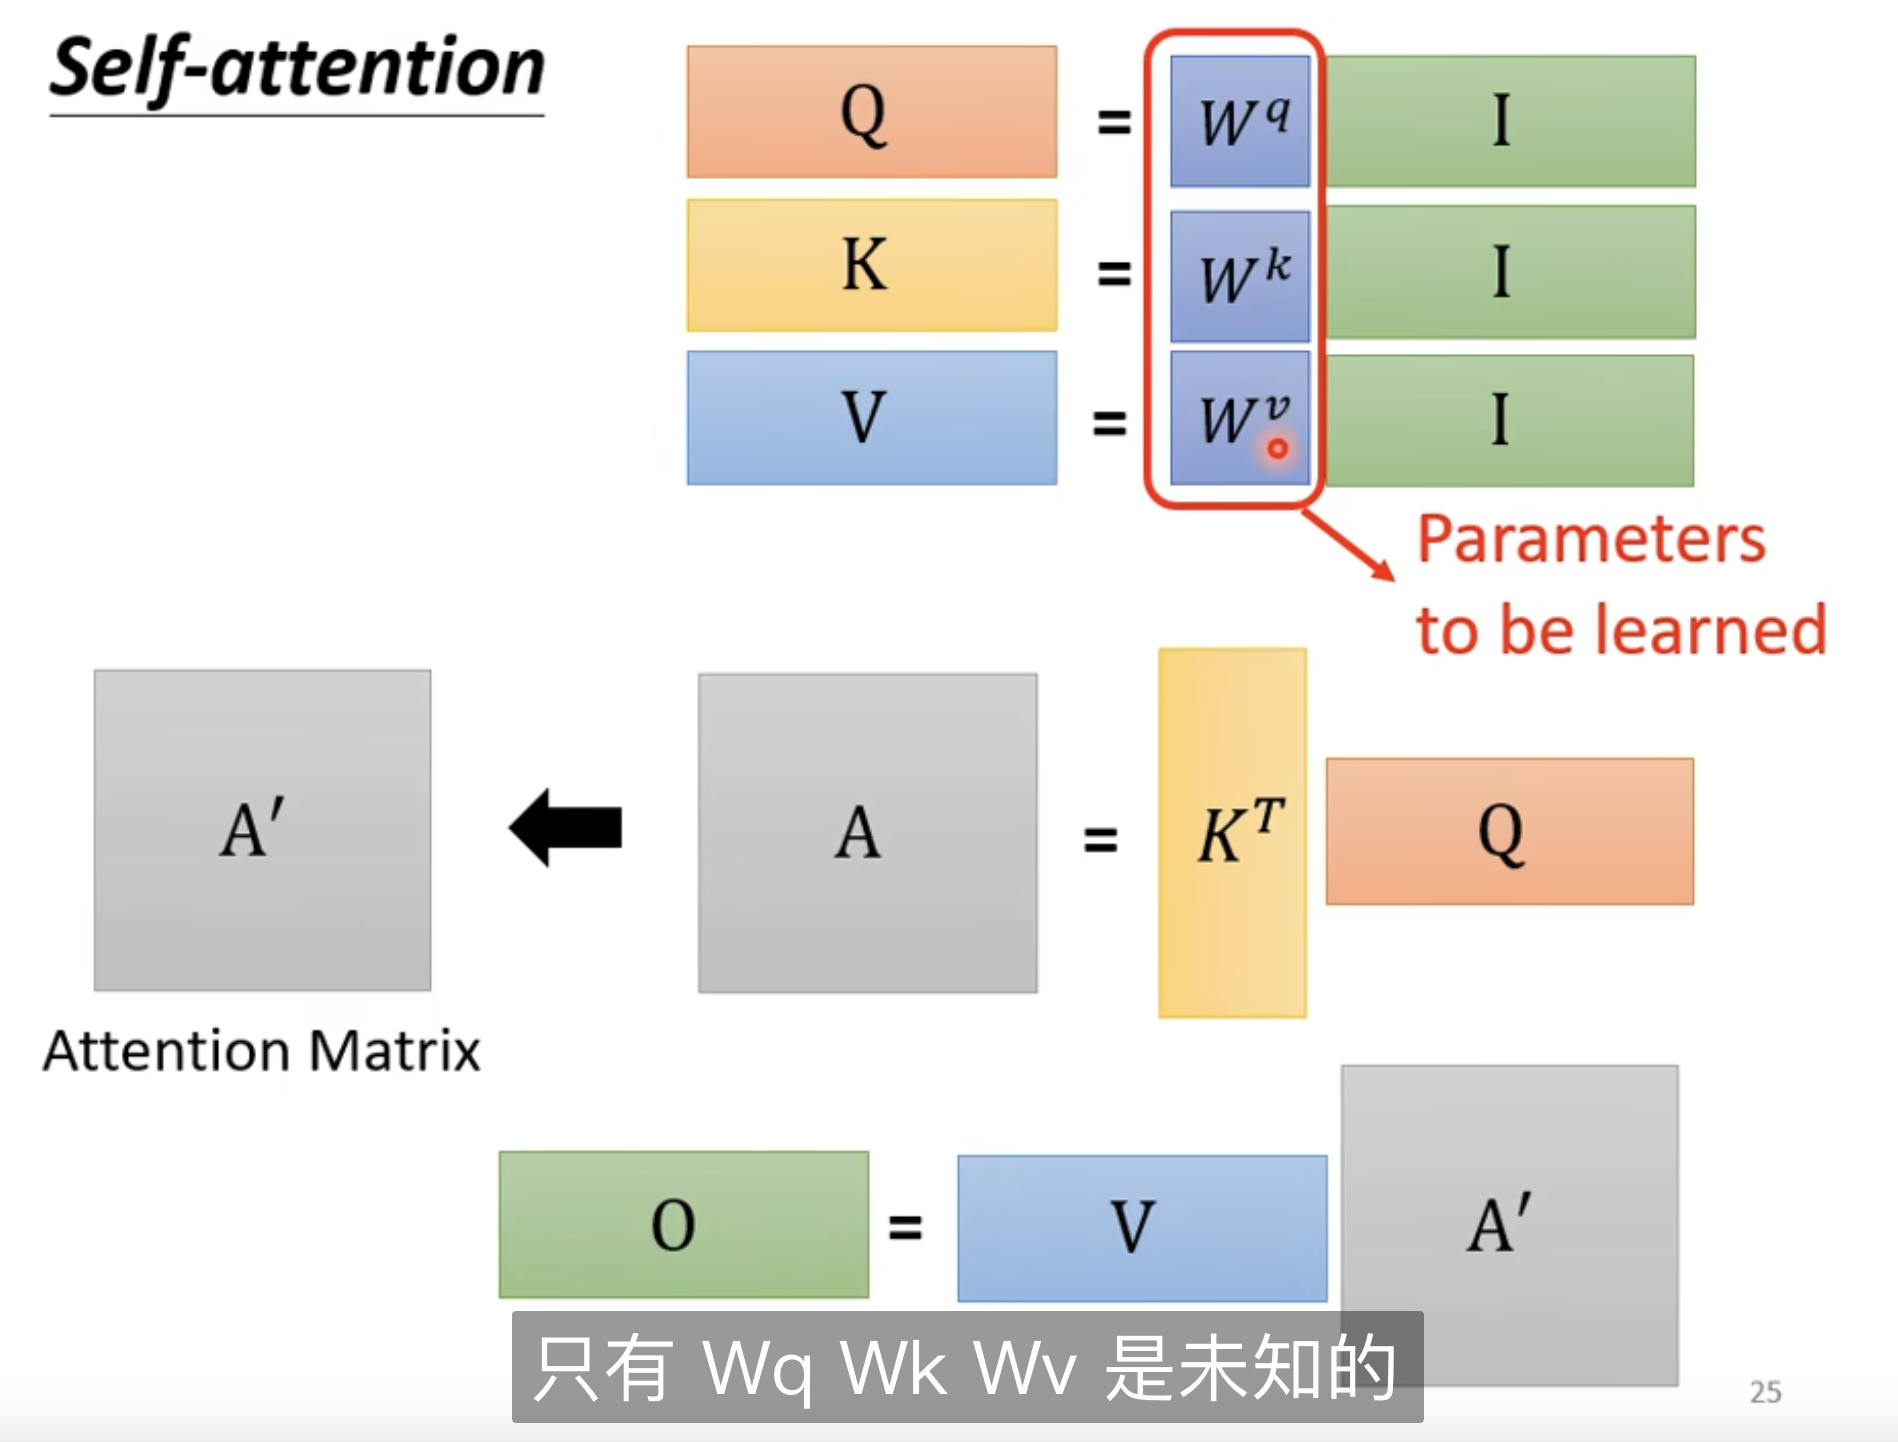 Self-attention
Q = W^q I
K = W^k I
V = W^v I
Parameters
to be learned
A′ A = K^T Q
Attention Matrix
O = V A′
只有 Wq Wk Wv 是未知的
25